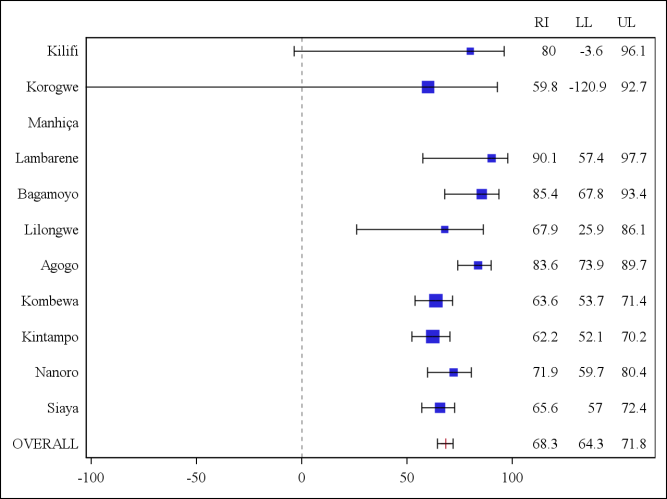 RI LL UL
Kilifi 80 -3.6 96.1
Korogwe 59.8 -120.9 92.7
Manhiça
Lambarene 90.1 57.4 97.7
Bagamoyo 85.4 67.8 93.4
Lilongwe 67.9 25.9 86.1
Agogo 83.6 73.9 89.7
Kombewa 63.6 53.7 71.4
Kintampo 62.2 52.1 70.2
Nanoro 71.9 59.7 80.4
Siaya 65.6 57 72.4
OVERALL 68.3 64.3 71.8
-100 -50 0 50 100